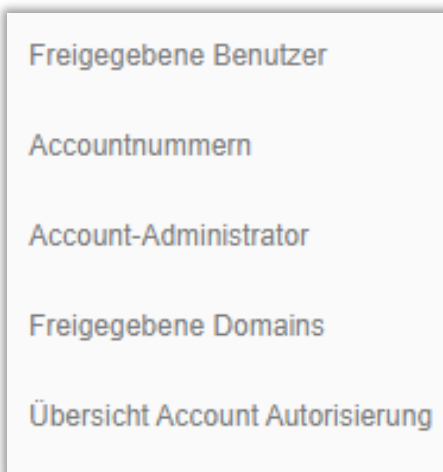 Freigegebene Benutzer
Accountnummern
Account-Administrator
Freigegebene Domains
Übersicht Account Autorisierung